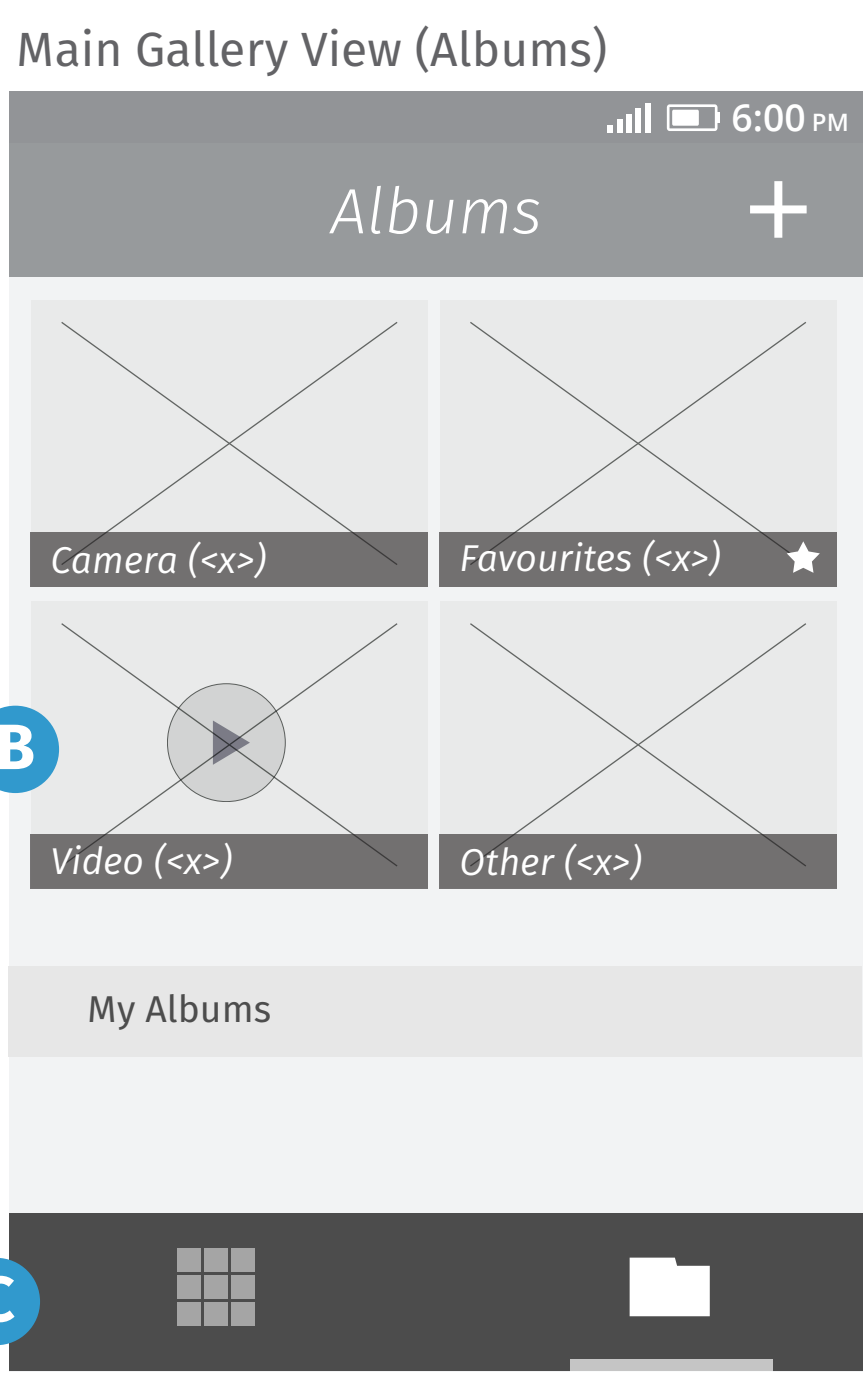 Main Gallery View (Albums)
6:00 PM
Albums
Camera (<x>)
Favourites (<x>)
B
Video (<x>)
Other (<x>)
My Albums
C